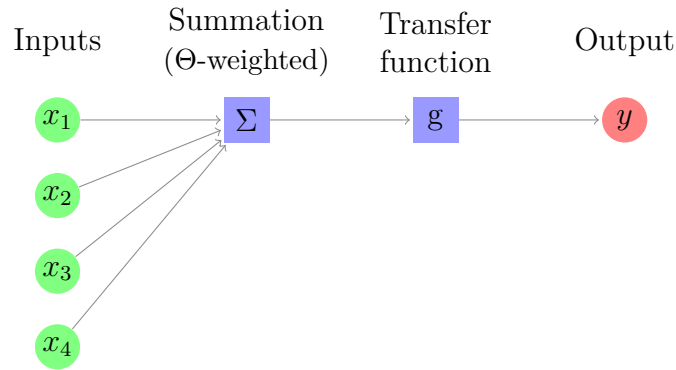 Inputs
Summation
(Θ-weighted)
Transfer
function
Output
x₁
Σ
g
y
x₂
x₃
x₄